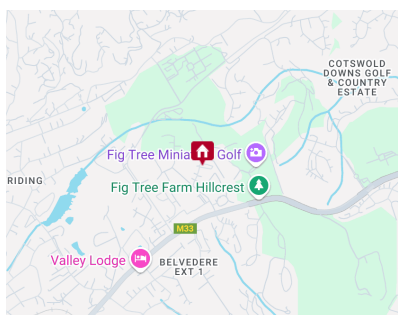 COTSWOLD
DOWNS GOLF
& COUNTRY
ESTATE
Fig Tree Minia Golf
RIDING
Fig Tree Farm Hillcrest
M33
Valley Lodge
BELVEDERE
EXT 1